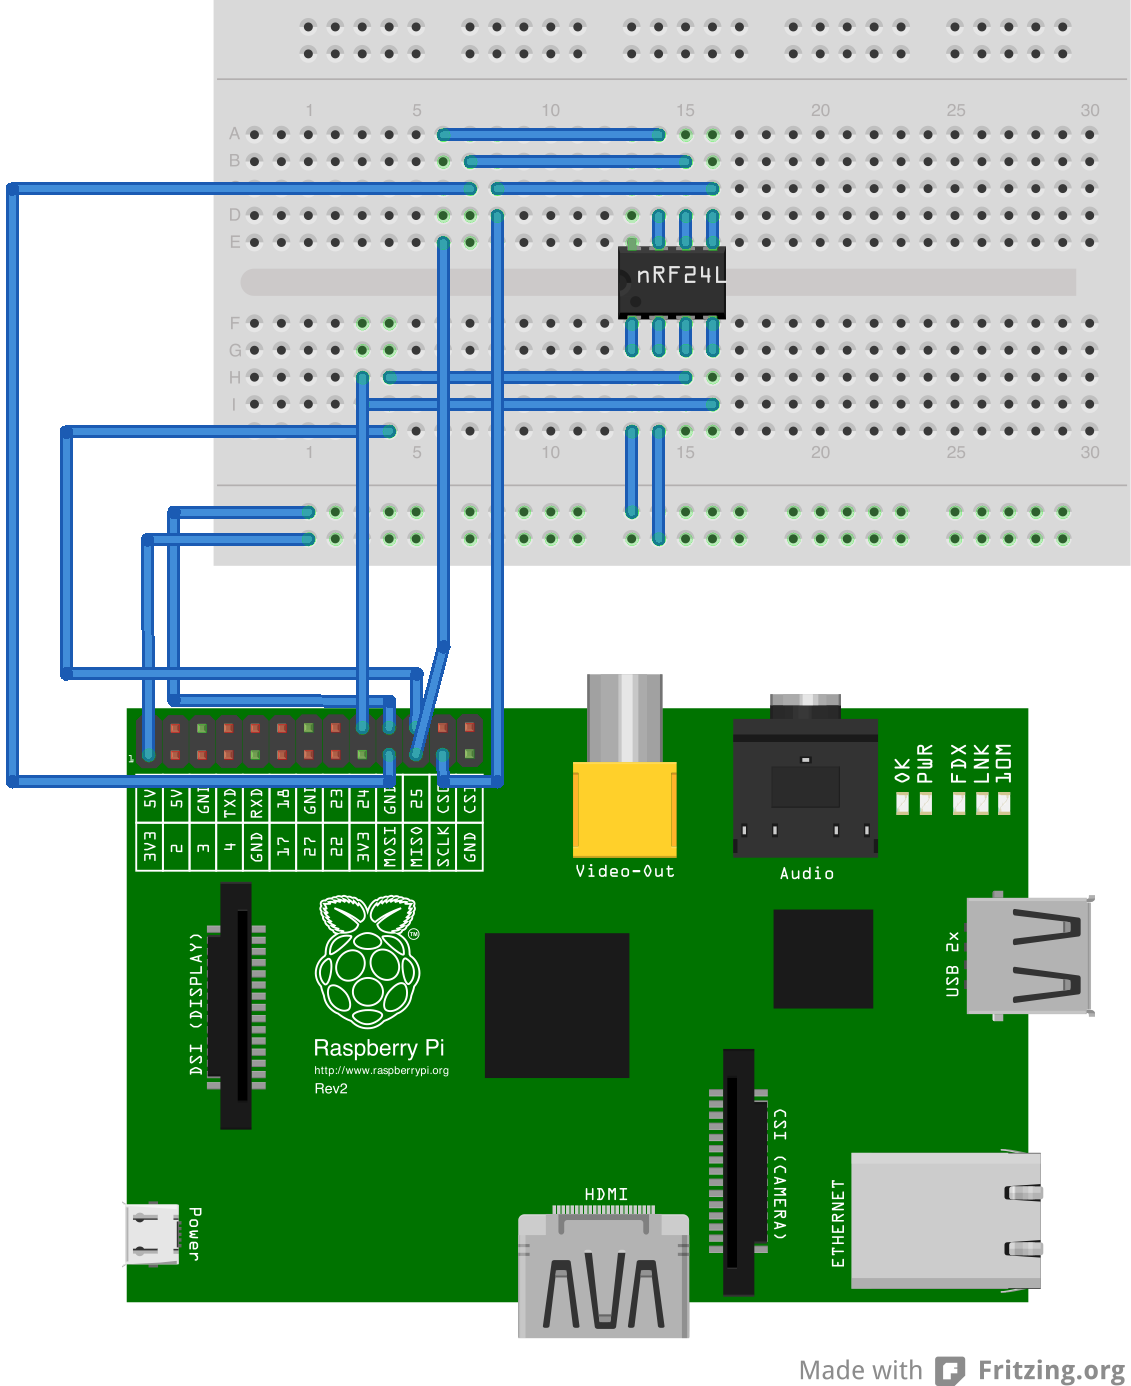 1 5 10 15 20 25 30
A
B
D
E
nRF24L
F
G
H
I
1 5 10 15 20 25 30
1
5V 5V GND TXD RXD 18 GND 23 24 GND 25 CS1
3V3 2 3 4 GND 17 27 22 3V3 MOSI MISO SCLK GND
OK
PWR
FDX
LNK
10M
Video-Out
Audio
DSI (DISPLAY)
TM
Raspberry Pi
http://www.raspberrypi.org
Rev2
USB 2x
CSI (CAMERA)
Power
HDMI
ETHERNET
Made with Fritzing.org